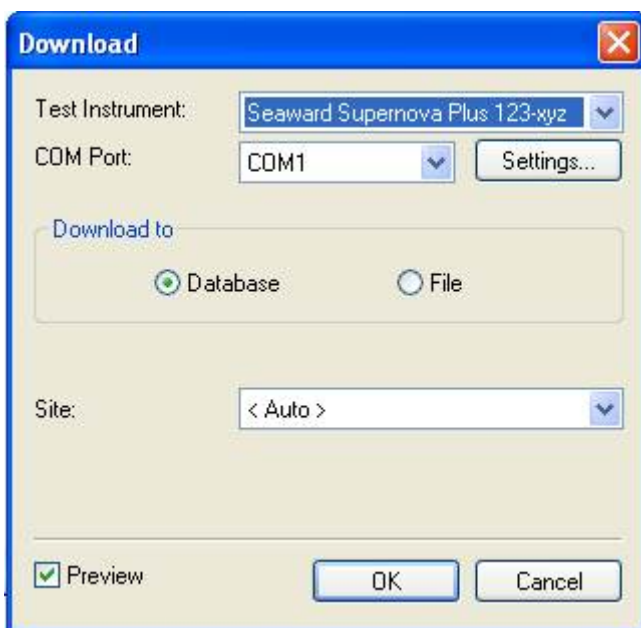 Download
Test Instrument: Seaward Supernova Plus 123-xyz
COM Port: COM1 Settings...
Download to
Database File
Site: < Auto >
Preview OK Cancel